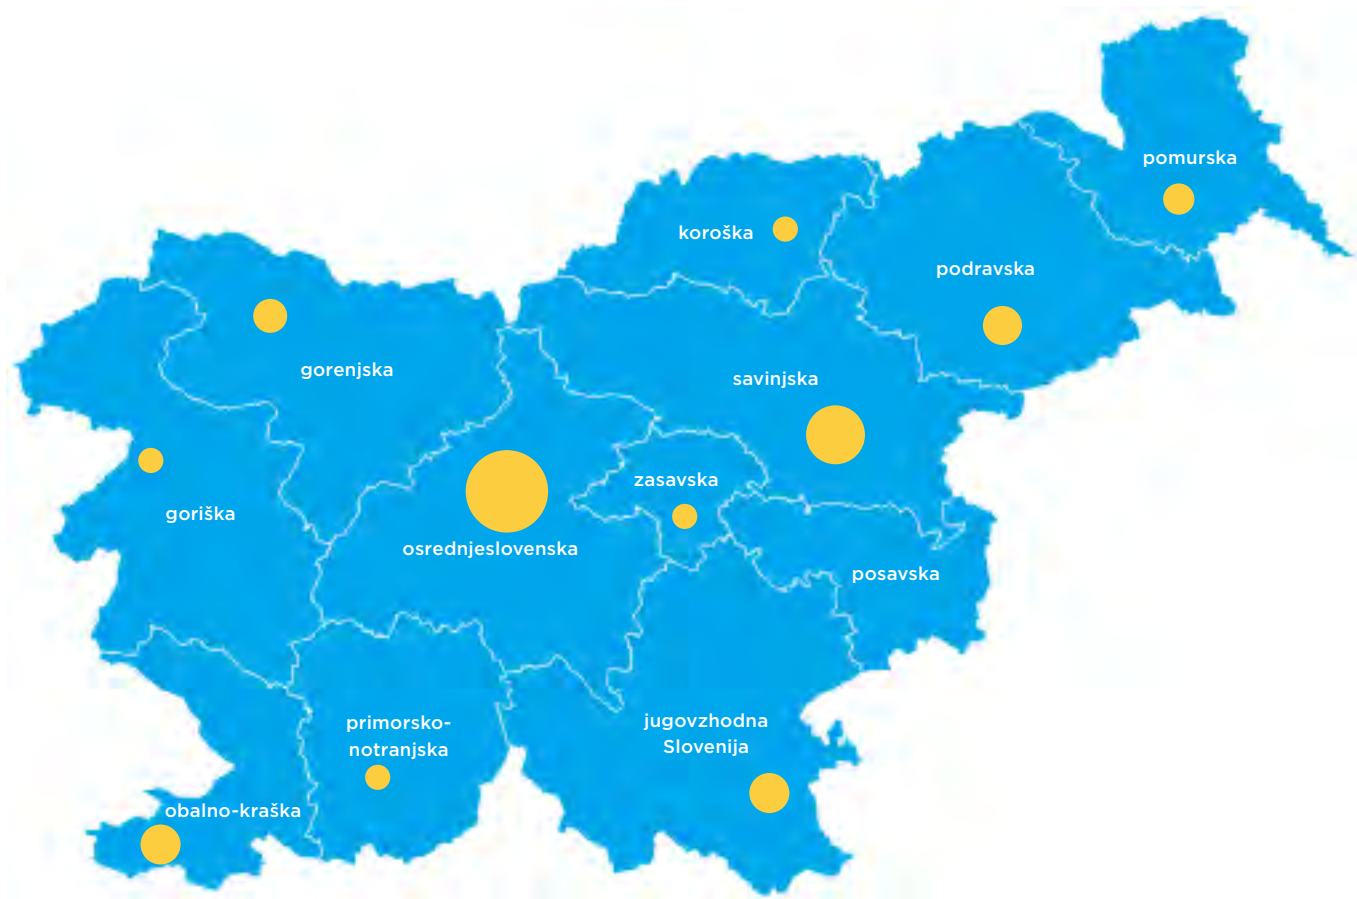 pomurska
koroška
podravska
gorenjska
savinjska
zasavska
goriška
osrednjeslovenska
posavska
primorsko-
notranjska
jugovzhodna
Slovenija
obalno-kraška